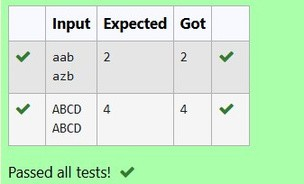 Input Expected Got
aab 2 2
azb
ABCD 4 4
ABCD
Passed all tests!